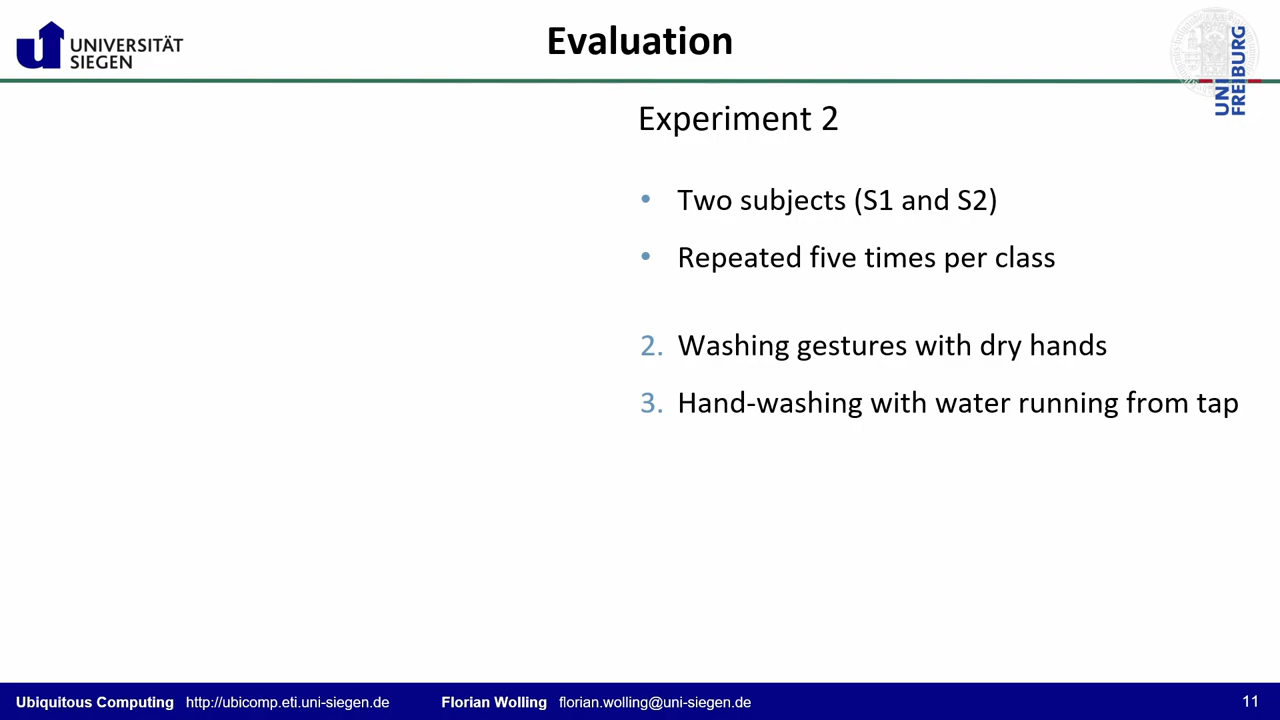 UNIVERSITÄT
SIEGEN
Evaluation
UNI
FREIBURG
Experiment 2
• Two subjects (S1 and S2)
• Repeated five times per class
2. Washing gestures with dry hands
3. Hand-washing with water running from tap
Ubiquitous Computing http://ubicomp.eti.uni-siegen.de Florian Wolling florian.wolling@uni-siegen.de 11